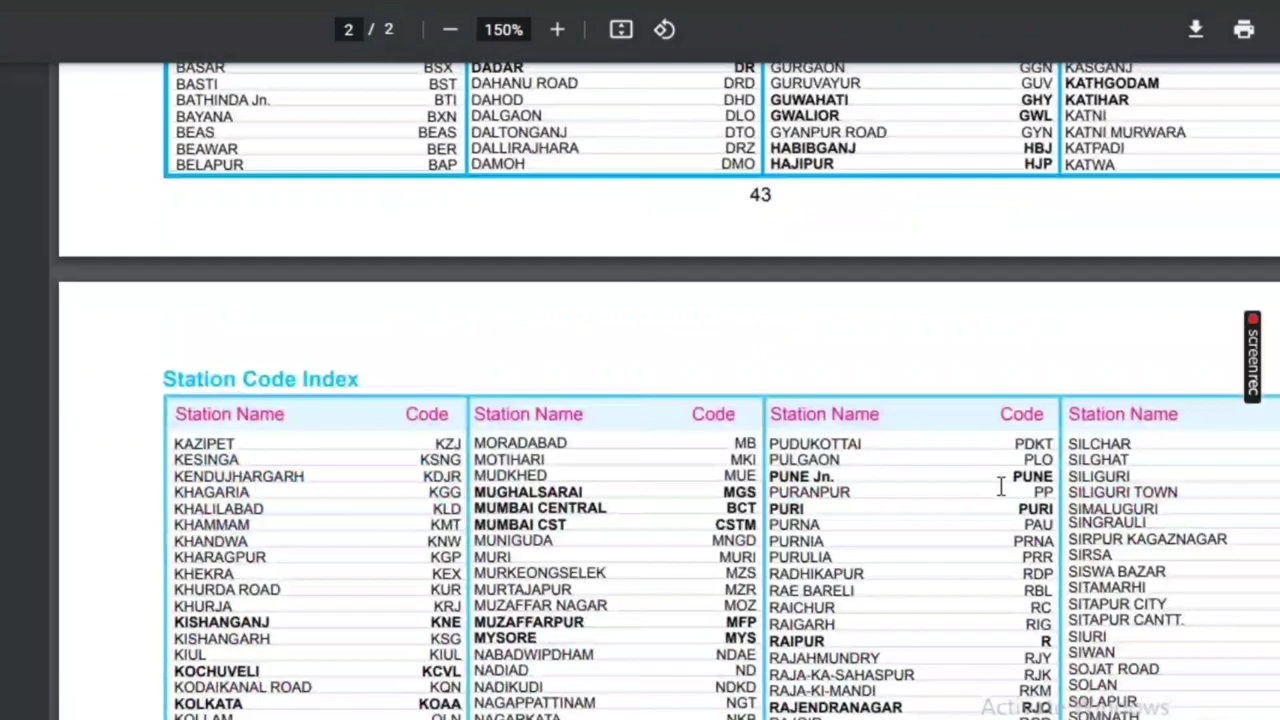 2 / 2 150%
BASAR BSX DADAR DR GURGAON GGN KASGANJ
BASTI BST DAHANU ROAD DRD GURUVAYUR GUV KATHGODAM
BATHINDA Jn. BTI DAHOD DHD GUWAHATI GHY KATIHAR
BAYANA BXN DALGAON DLO GWALIOR GWL KATNI
BEAS BEAS DALTONGANJ DTO GYANPUR ROAD GYN KATNI MURWARA
BEAWAR BER DALLIRAJHARA DRZ HABIBGANJ HBJ KATPADI
BELAPUR BAP DAMOH DMO HAJIPUR HJP KATWA
43
screenrec
Station Code Index
Station Name Code Station Name Code Station Name Code Station Name
KAZIPET KZJ MORADABAD MB PUDUKOTTAI PDKT SILCHAR
KESINGA KSNG MOTIHARI MKI PULGAON PLO SILGHAT
KENDUJHARGARH KDJR MUDKHED MUE PUNE Jn. PUNE SILIGURI
KHAGARIA KGG MUGHALSARAI MGS PURANPUR PP SILIGURI TOWN
KHALILABAD KLD MUMBAI CENTRAL BCT PURI PURI SIMALUGURI
KHAMMAM KMT MUMBAI CST CSTM PURNA PAU SINGRAULI
KHANDWA KNW MUNIGUDA MNGD PURNIA PRNA SIRPUR KAGAZNAGAR
KHARAGPUR KGP MURI MURI PURULIA PRR SIRSA
KHEKRA KEX MURKEONGSELEK MZS RADHIKAPUR RDP SISWA BAZAR
KHURDA ROAD KUR MURTAJAPUR MZR RAE BARELI RBL SITAMARHI
KHURJA KRJ MUZAFFAR NAGAR MOZ RAICHUR RC SITAPUR CITY
KISHANGANJ KNE MUZAFFARPUR MFP RAIGARH RIG SITAPUR CANTT.
KISHANGARH KSG MYSORE MYS RAIPUR R SIURI
KIUL KIUL NABADWIPDHAM NDAE RAJAHMUNDRY RJY SIWAN
KOCHUVELI KCVL NADIAD ND RAJA-KA-SAHASPUR RJK SOJAT ROAD
KODAIKANAL ROAD KQN NADIKUDI NDKD RAJA-KI-MANDI RKM SOLAN
KOLKATA KOAA NAGAPPATTINAM NGT RAJENDRANAGAR SOLAPUR
KOLLAM QLN NAGARKATA NKB RAJGIR SOMNATH
Activate Windows